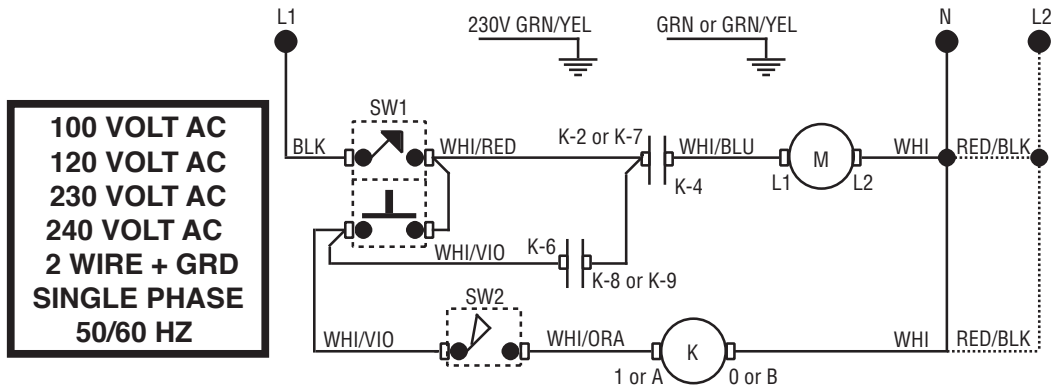 L1
230V GRN/YEL
GRN or GRN/YEL
N
L2
100 VOLT AC
120 VOLT AC
230 VOLT AC
240 VOLT AC
2 WIRE + GRD
SINGLE PHASE
50/60 HZ
SW1
BLK
WHI/RED
K-2 or K-7
WHI/BLU
M
WHI
RED/BLK
K-4
L1
L2
WHI/VIO
K-6
K-8 or K-9
SW2
WHI/VIO
WHI/ORA
K
WHI
RED/BLK
1 or A
0 or B